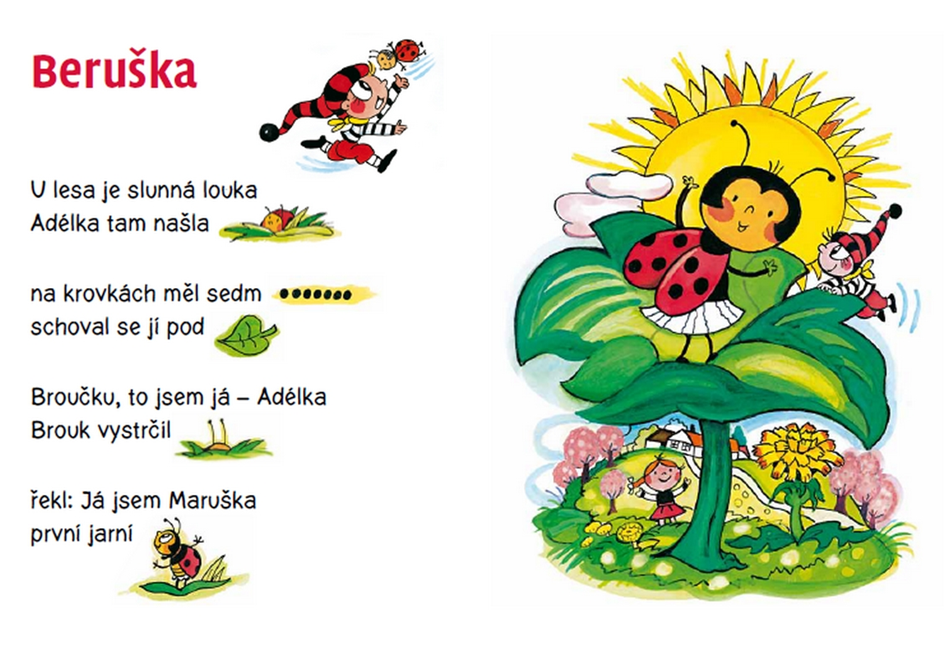 Beruška
U lesa je slunná louka
Adélka tam našla
na krovkách měl sedm
schoval se jí pod
Broučku, to jsem já – Adélka
Brouk vystrčil
řekl: Já jsem Maruška
první jarní